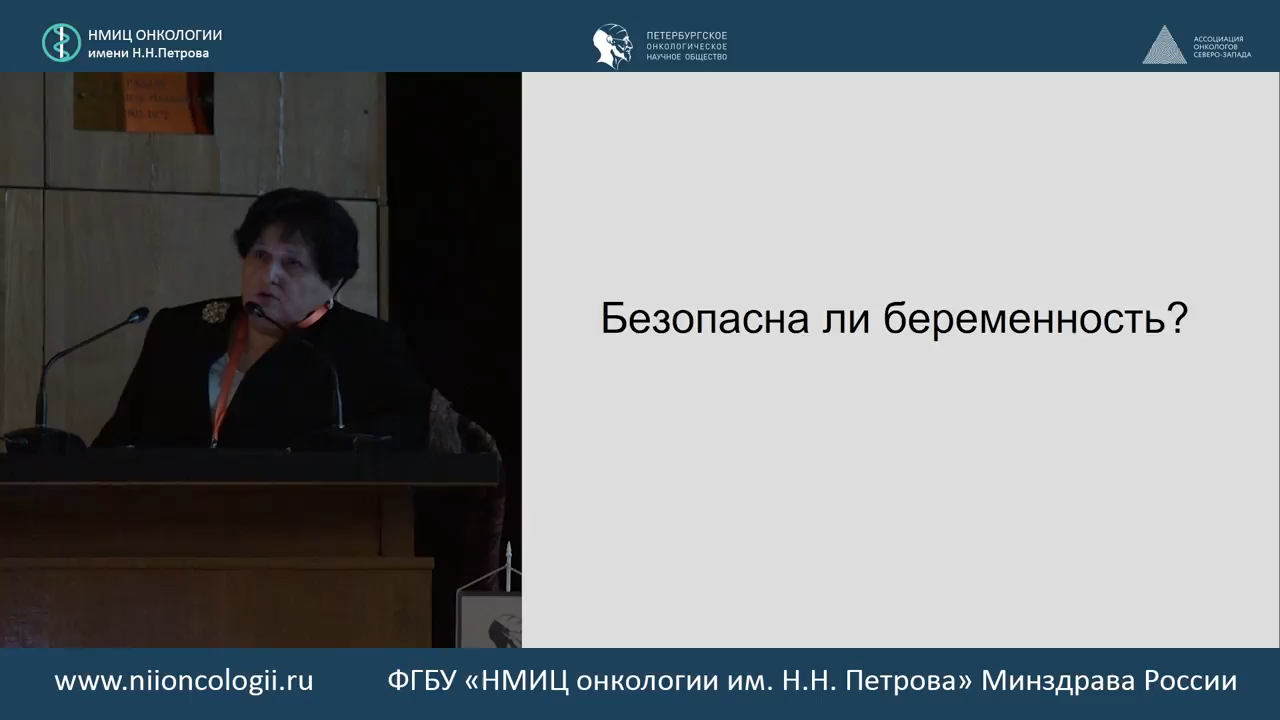 НМИЦ ОНКОЛОГИИ
имени Н.Н.Петрова
ПЕТЕРБУРГСКОЕ
ОНКОЛОГИЧЕСКОЕ
НАУЧНОЕ ОБЩЕСТВО
АССОЦИАЦИЯ
ОНКОЛОГОВ
СЕВЕРО-ЗАПАДА
Безопасна ли беременность?
www.niioncologii.ru
ФГБУ «НМИЦ онкологии им. Н.Н. Петрова» Минздрава России